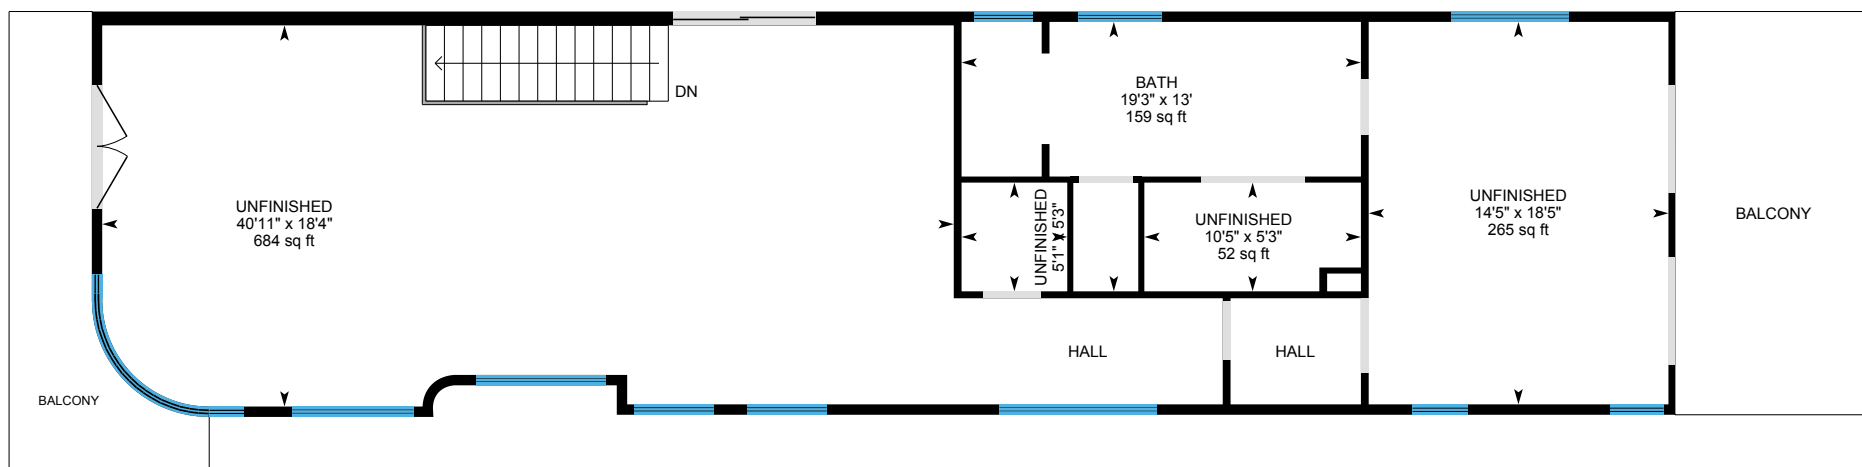 DN
BATH
19'3" x 13'
159 sq ft
UNFINISHED
40'11" x 18'4"
684 sq ft
UNFINISHED
5'1" x 5'3"
UNFINISHED
10'5" x 5'3"
52 sq ft
UNFINISHED
14'5" x 18'5"
265 sq ft
BALCONY
HALL
HALL
BALCONY